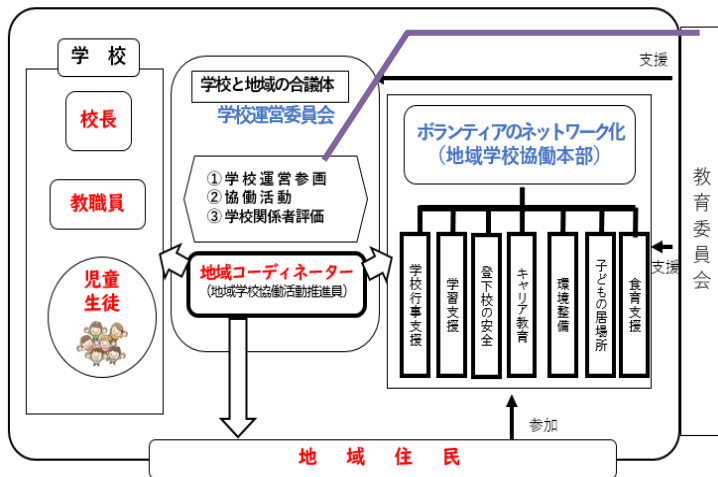 学 校
校長
教職員
児童
生徒
学校と地域の合議体
学校運営委員会
① 学校運営参画
② 協働活動
③ 学校関係者評価
地域コーディネーター
（地域学校協働活動推進員）
支援
ボランティアのネットワーク化
（地域学校協働本部）
学校行事支援
学習支援
登下校の安全
キャリア教育
環境整備
子どもの居場所
食育支援
支援
教育委員会
参加
地 域 住 民